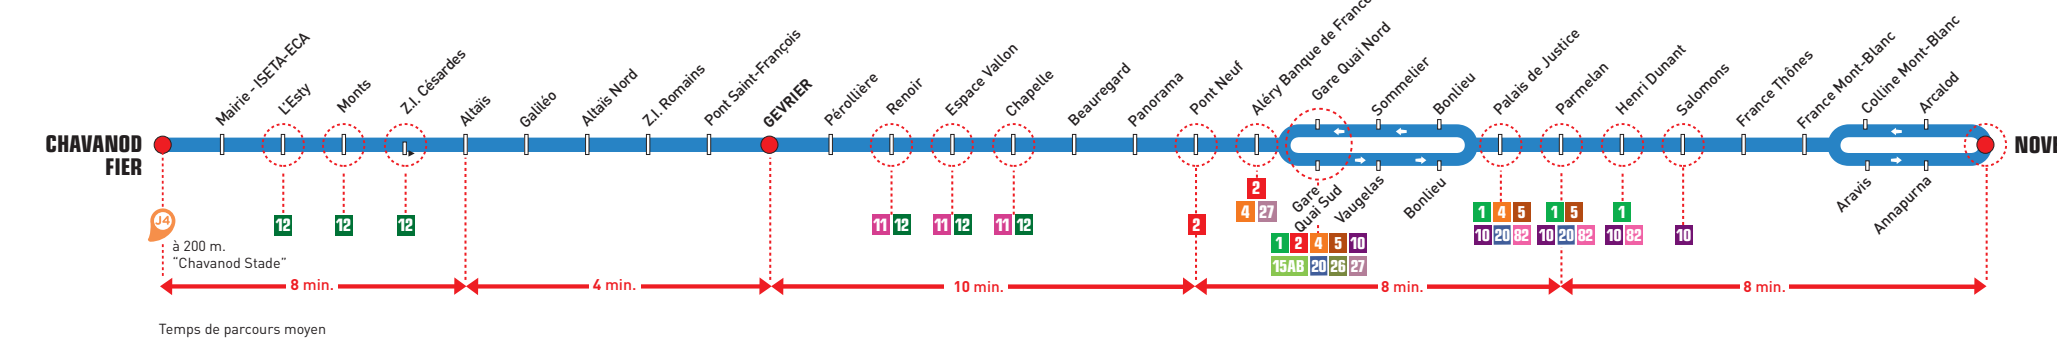 CHAVANOD
FIER
Mairie - ISETA-ECA
L'Esty
Monts
Z.I. Césardes
Altaïs
Galiléo
Altaïs Nord
Z.I. Romains
Pont Saint-François
GEVRIER
Pérollière
Renoir
Espace Vallon
Chapelle
Beauregard
Panorama
Pont Neuf
Aléry Banque de France
Gare Quai Nord
Sommelier
Bonlieu
Palais de Justice
Parmelan
Henri Dunant
Salomons
France Thônes
France Mont-Blanc
Colline Mont-Blanc
Arcalod
NOVE
Gare
Quai Sud
Vaugelas
Bonlieu
Aravis
Annapurna
J4
à 200 m.
"Chavanod Stade"
12
12
12
11 12
11 12
11 12
2
2
4 27
1 2 4 5 10
15AB 20 26 27
1 4 5
10 20 82
1 5
10 20 82
1
10 82
10
8 min.
4 min.
10 min.
8 min.
8 min.
Temps de parcours moyen